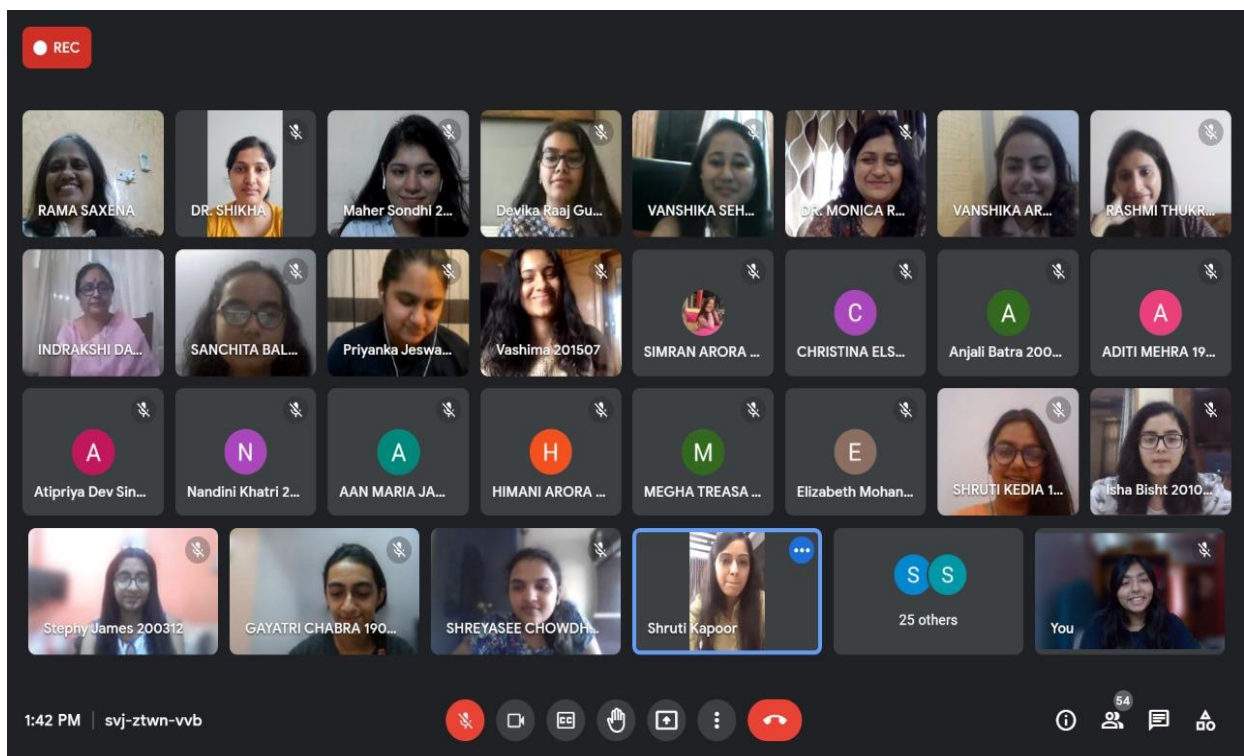 REC
RAMA SAXENA
DR. SHIKHA
Maher Sondhi 2...
Devika Raaj Gu...
VANSHIKA SEH...
DR. MONICA R...
VANSHIKA AR...
RASHMI THUKR...
INDRAKSHI DA...
SANCHITA BAL...
Priyanka Jeswa...
Vashima 201507
SIMRAN ARORA ...
C
CHRISTINA ELS...
A
Anjali Batra 200...
A
ADITI MEHRA 19...
A
Atipriya Dev Sin...
N
Nandini Khatri 2...
A
AAN MARIA JA...
H
HIMANI ARORA ...
M
MEGHA TREASA ...
E
Elizabeth Mohan...
SHRUTI KEDIA 1...
Isha Bisht 2010...
Stephy James 200312
GAYATRI CHABRA 190...
SHREYASEE CHOWDH...
Shruti Kapoor
S S
25 others
You
1:42 PM | svj-ztwn-vvb
CC
54